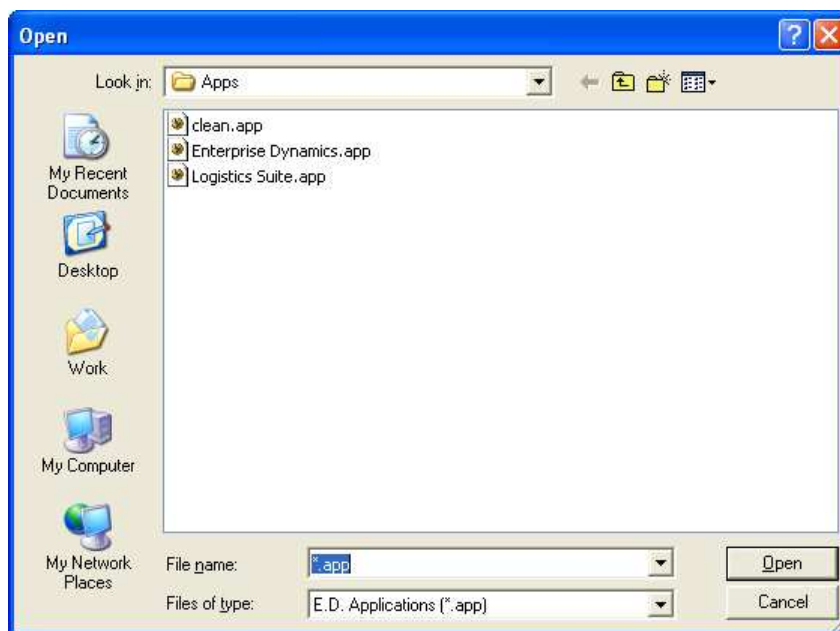 Open
Look in:
Apps
clean.app
Enterprise Dynamics.app
Logistics Suite.app
My Recent
Documents
Desktop
Work
My Computer
My Network
Places
File name:
*.app
Open
Files of type:
E.D. Applications (*.app)
Cancel